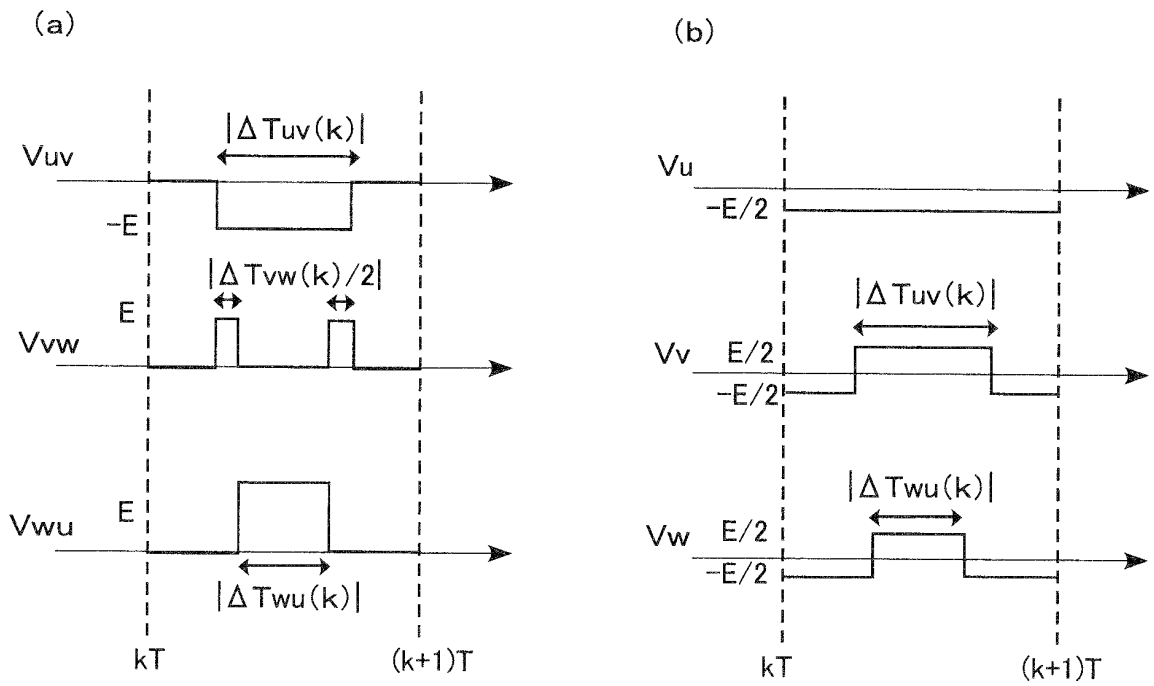 (a)
|ΔTuv(k)|
Vuv
-E
|ΔTvw(k)/2|
E
Vvw
E
Vwu
|ΔTwu(k)|
kT
(k+1)T
(b)
Vu
-E/2
|ΔTuv(k)|
Vv
E/2
-E/2
|ΔTwu(k)|
Vw
E/2
-E/2
kT
(k+1)T